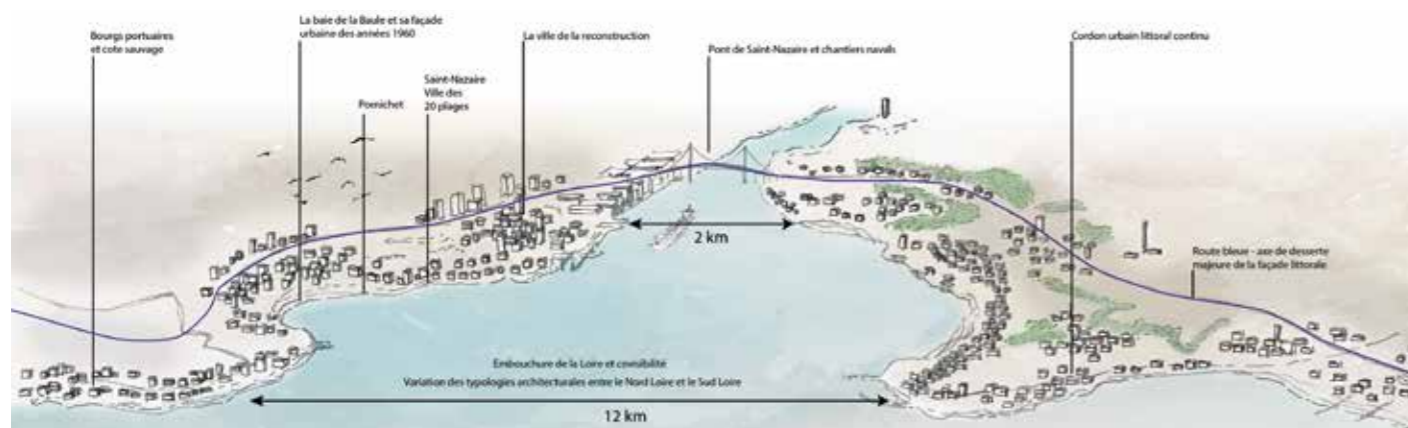 Bourgs portuaires
et cote sauvage
La baie de la Baule et sa façade
urbaine des années 1960
Pornichet
Saint-Nazaire
Ville des
20 plages
La ville de la reconstruction
Pont de Saint-Nazaire et chantiers navals
Cordon urbain littoral continu
Route bleue - axe de desserte
majeure de la façade littorale
2 km
Embouchure de la Loire et covisibilité
Variation des typologies architecturales entre le Nord Loire et le Sud Loire
12 km